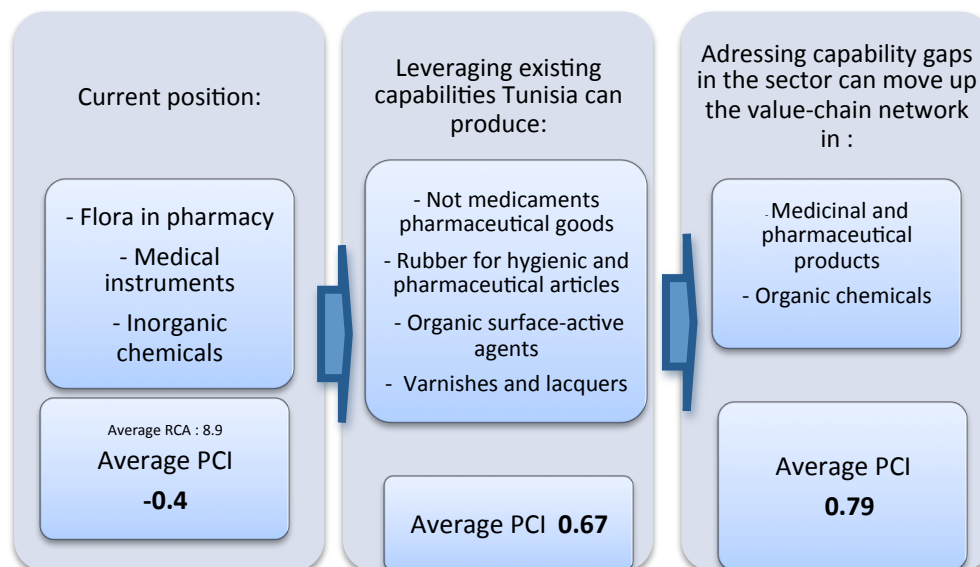 Current position:
- Flora in pharmacy
- Medical
instruments
- Inorganic
chemicals
Average RCA : 8.9
Average PCI
-0.4
Leveraging existing
capabilities Tunisia can
produce:
- Not medicaments
pharmaceutical goods
- Rubber for hygienic and
pharmaceutical articles
- Organic surface-active
agents
- Varnishes and lacquers
Average PCI 0.67
Adressing capability gaps
in the sector can move up
the value-chain network
in :
- Medicinal and
pharmaceutical
products
- Organic chemicals
Average PCI
0.79